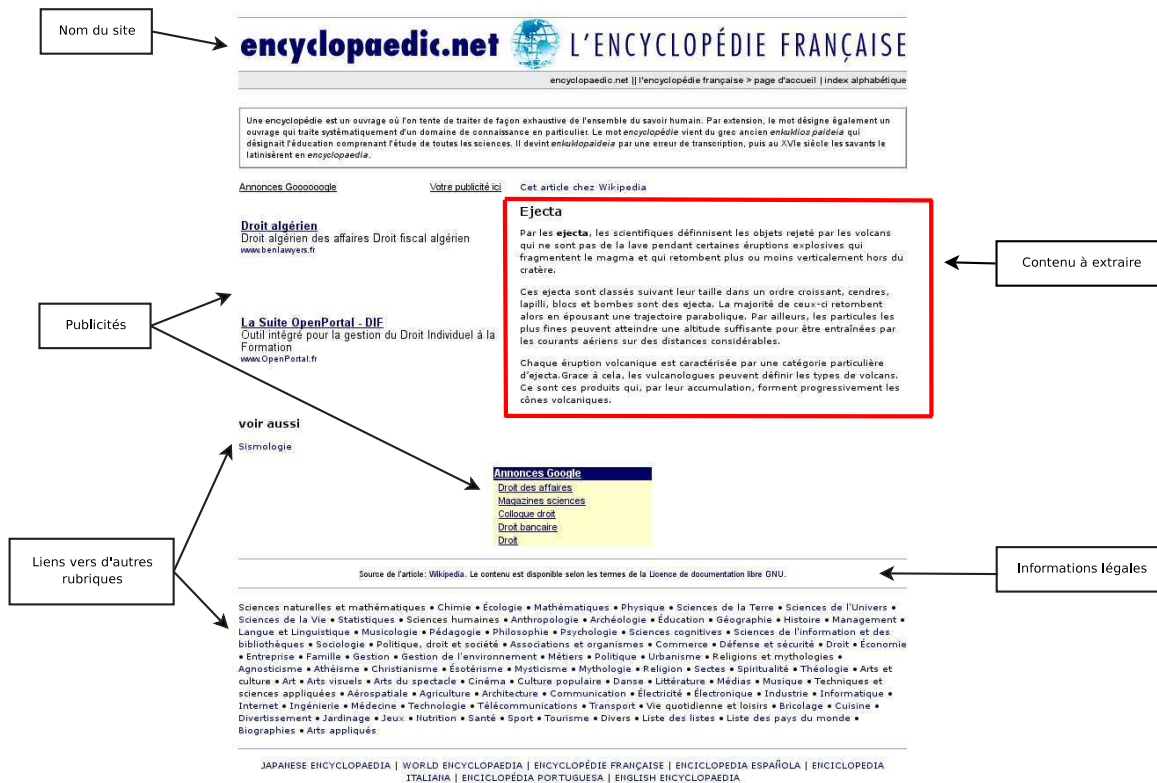 Nom du site
encyclopaedic.net L'ENCYCLOPÉDIE FRANÇAISE
encyclopaedic.net || l'encyclopédie française > page d'accueil | index alphabétique
Une encyclopédie est un ouvrage où l'on tente de traiter de façon exhaustive de l'ensemble du savoir humain. Par extension, le mot désigne également un
ouvrage qui traite systématiquement d'un domaine de connaissance en particulier. Le mot encyclopédie vient du grec ancien enkuklios paideia qui
désignait l'éducation comprenant l'étude de toutes les sciences. Il devint enkuklopaideia par une erreur de transcription, puis au XVIe siècle les savants le
latinisèrent en encyclopaedia.
Annonces Goooooogle
Votre publicité ici
Droit algérien
Droit algérien des affaires Droit fiscal algérien
www.benlawyers.fr
La Suite OpenPortal - DIF
Outil intégré pour la gestion du Droit Individuel à la
Formation
www.OpenPortal.fr
Cet article chez Wikipedia
Ejecta
Par les ejecta, les scientifiques définnisent les objets rejeté par les volcans
qui ne sont pas de la lave pendant certaines éruptions explosives qui
fragmentent le magma et qui retombent plus ou moins verticalement hors du
cratère.
Ces ejecta sont classés suivant leur taille dans un ordre croissant, cendres,
lapilli, blocs et bombes sont des ejecta. La majorité de ceux-ci retombent
alors en épousant une trajectoire parabolique. Par ailleurs, les particules les
plus fines peuvent atteindre une altitude suffisante pour être entraînées par
les courants aériens sur des distances considérables.
Chaque éruption volcanique est caractérisée par une catégorie particulière
d'ejecta.Grace à cela, les vulcanologues peuvent définir les types de volcans.
Ce sont ces produits qui, par leur accumulation, forment progressivement les
cônes volcaniques.
Contenu à extraire
Publicités
voir aussi
Sismologie
Annonces Google
Droit des affaires
Magazines sciences
Colloque droit
Droit bancaire
Droit
Liens vers d'autres
rubriques
Source de l'article: Wikipedia. Le contenu est disponible selon les termes de la Licence de documentation libre GNU.
Informations légales
Sciences naturelles et mathématiques • Chimie • Écologie • Mathématiques • Physique • Sciences de la Terre • Sciences de l'Univers •
Sciences de la Vie • Statistiques • Sciences humaines • Anthropologie • Archéologie • Éducation • Géographie • Histoire • Management •
Langue et Linguistique • Musicologie • Pédagogie • Philosophie • Psychologie • Sciences cognitives • Sciences de l'information et des
bibliothèques • Sociologie • Politique, droit et société • Associations et organismes • Commerce • Défense et sécurité • Droit • Économie
• Entreprise • Famille • Gestion • Gestion de l'environnement • Métiers • Politique • Urbanisme • Religions et mythologies •
Agnosticisme • Athéisme • Christianisme • Ésotérisme • Mysticisme • Mythologie • Religion • Sectes • Spiritualité • Théologie • Arts et
culture • Art • Arts visuels • Arts du spectacle • Cinéma • Culture populaire • Danse • Littérature • Médias • Musique • Techniques et
sciences appliquées • Aérospatiale • Agriculture • Architecture • Communication • Électricité • Électronique • Industrie • Informatique •
Internet • Ingénierie • Médecine • Technologie • Télécommunications • Transport • Vie quotidienne et loisirs • Bricolage • Cuisine •
Divertissement • Jardinage • Jeux • Nutrition • Santé • Sport • Tourisme • Divers • Liste des listes • Liste des pays du monde •
Biographies • Arts appliqués
JAPANESE ENCYCLOPAEDIA | WORLD ENCYCLOPAEDIA | ENCYCLOPÉDIE FRANÇAISE | ENCICLOPEDIA ESPAÑOLA | ENCICLOPEDIA
ITALIANA | ENCICLOPÉDIA PORTUGUESA | ENGLISH ENCYCLOPAEDIA